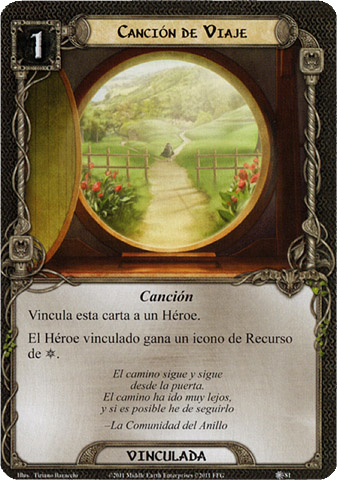 1
CANCIÓN DE VIAJE
Canción
Vincula esta carta a un Héroe.
El Héroe vinculado gana un icono de Recurso
de .
El camino sigue y sigue
desde la puerta.
El camino ha ido muy lejos,
y si es posible he de seguirlo
–La Comunidad del Anillo
VINCULADA
Illus. Tiziano Baracchi ©2011 Middle Earth Enterprises ©2011 FFG 81